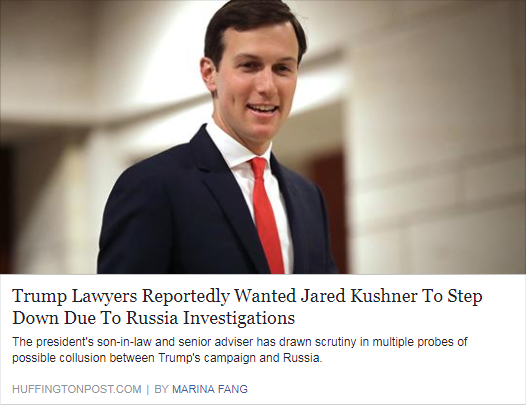 Trump Lawyers Reportedly Wanted Jared Kushner To Step
Down Due To Russia Investigations
The president's son-in-law and senior adviser has drawn scrutiny in multiple probes of
possible collusion between Trump's campaign and Russia.
HUFFINGTONPOST.COM | BY MARINA FANG